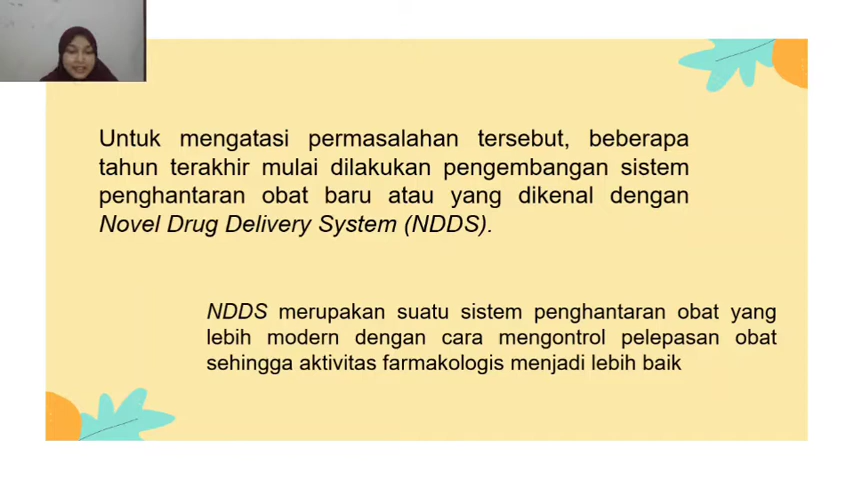 Untuk mengatasi permasalahan tersebut, beberapa
tahun terakhir mulai dilakukan pengembangan sistem
penghantaran obat baru atau yang dikenal dengan
Novel Drug Delivery System (NDDS).
NDDS merupakan suatu sistem penghantaran obat yang
lebih modern dengan cara mengontrol pelepasan obat
sehingga aktivitas farmakologis menjadi lebih baik